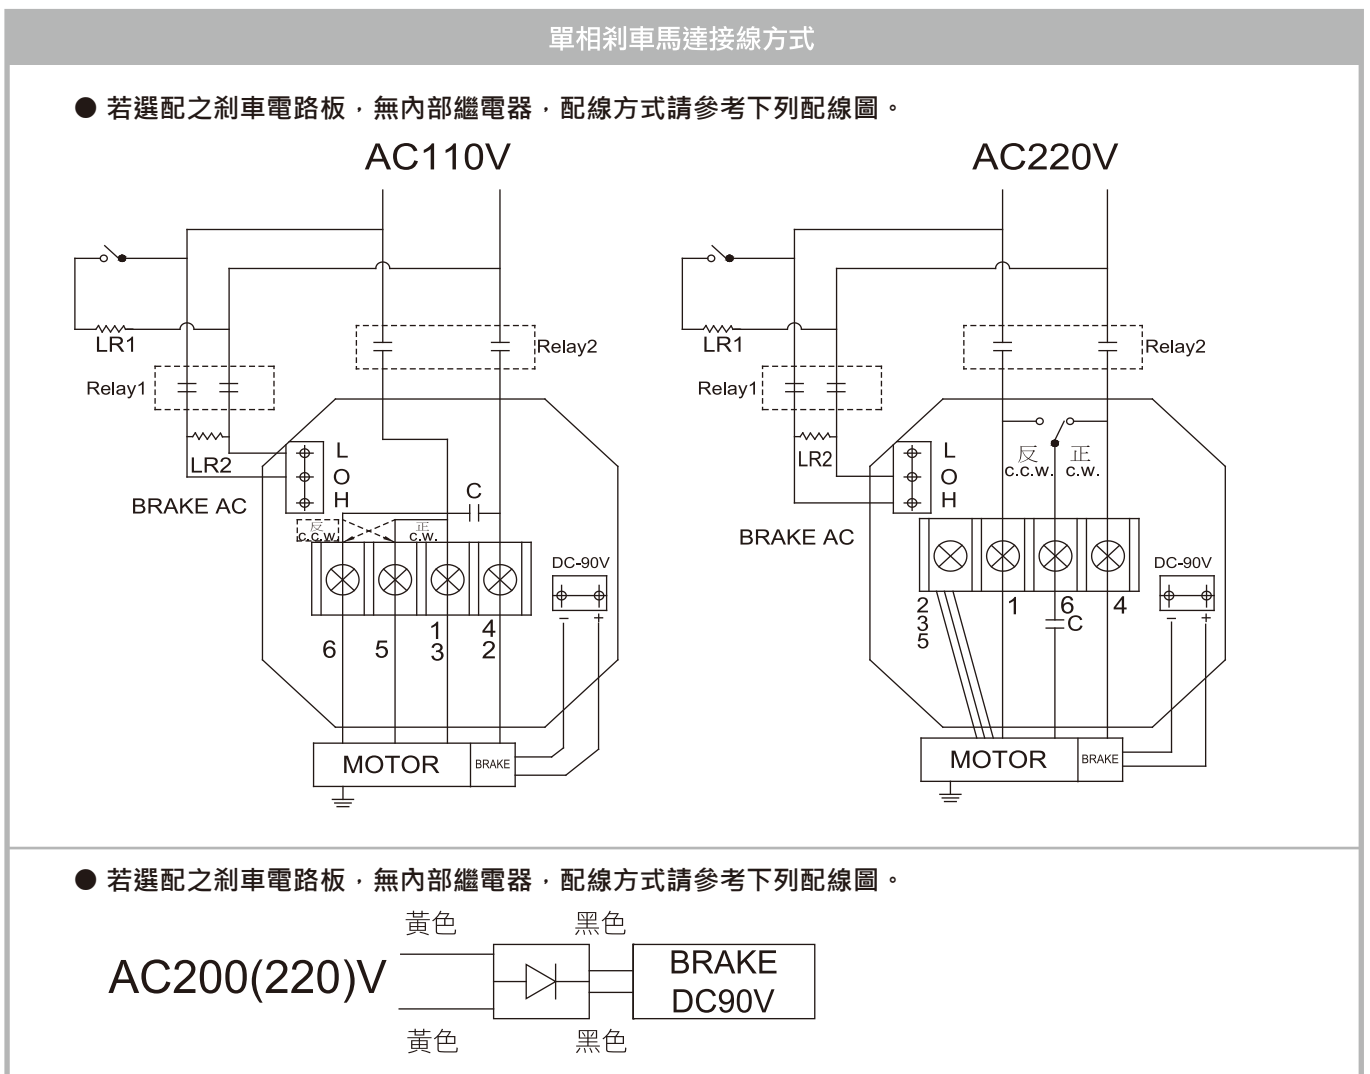 單相剎車馬達接線方式
● 若選配之剎車電路板，無內部繼電器，配線方式請參考下列配線圖。
AC110V
LR1
Relay2
Relay1
LR2
L
O
H
BRAKE AC
C
反
c.c.w.
正
c.w.
DC-90V
6
5
1
3
4
2
－
+
MOTOR
BRAKE
AC220V
LR1
Relay2
Relay1
LR2
L
O
H
BRAKE AC
反
c.c.w.
正
c.w.
DC-90V
2
3
5
1
6
4
C
－
+
MOTOR
BRAKE
● 若選配之剎車電路板，無內部繼電器，配線方式請參考下列配線圖。
黃色
黑色
AC200(220)V
BRAKE
DC90V
黃色
黑色